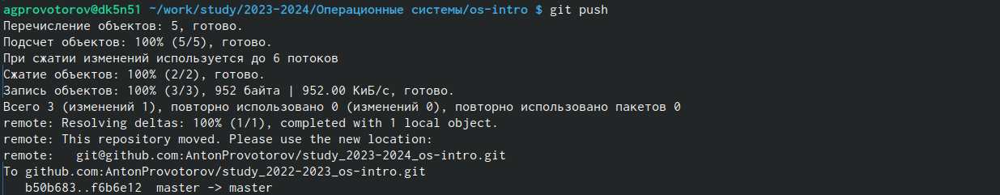 agprovotorov@dk5n51 ~/work/study/2023-2024/Операционные системы/os-intro $ git push
Перечисление объектов: 5, готово.
Подсчет объектов: 100% (5/5), готово.
При сжатии изменений используется до 6 потоков
Сжатие объектов: 100% (2/2), готово.
Запись объектов: 100% (3/3), 952 байта | 952.00 КиБ/с, готово.
Всего 3 (изменений 1), повторно использовано 0 (изменений 0), повторно использовано пакетов 0
remote: Resolving deltas: 100% (1/1), completed with 1 local object.
remote: This repository moved. Please use the new location:
remote:   git@github.com:AntonProvotorov/study_2023-2024_os-intro.git
To github.com:AntonProvotorov/study_2022-2023_os-intro.git
   b50b683..f6b6e12  master -> master